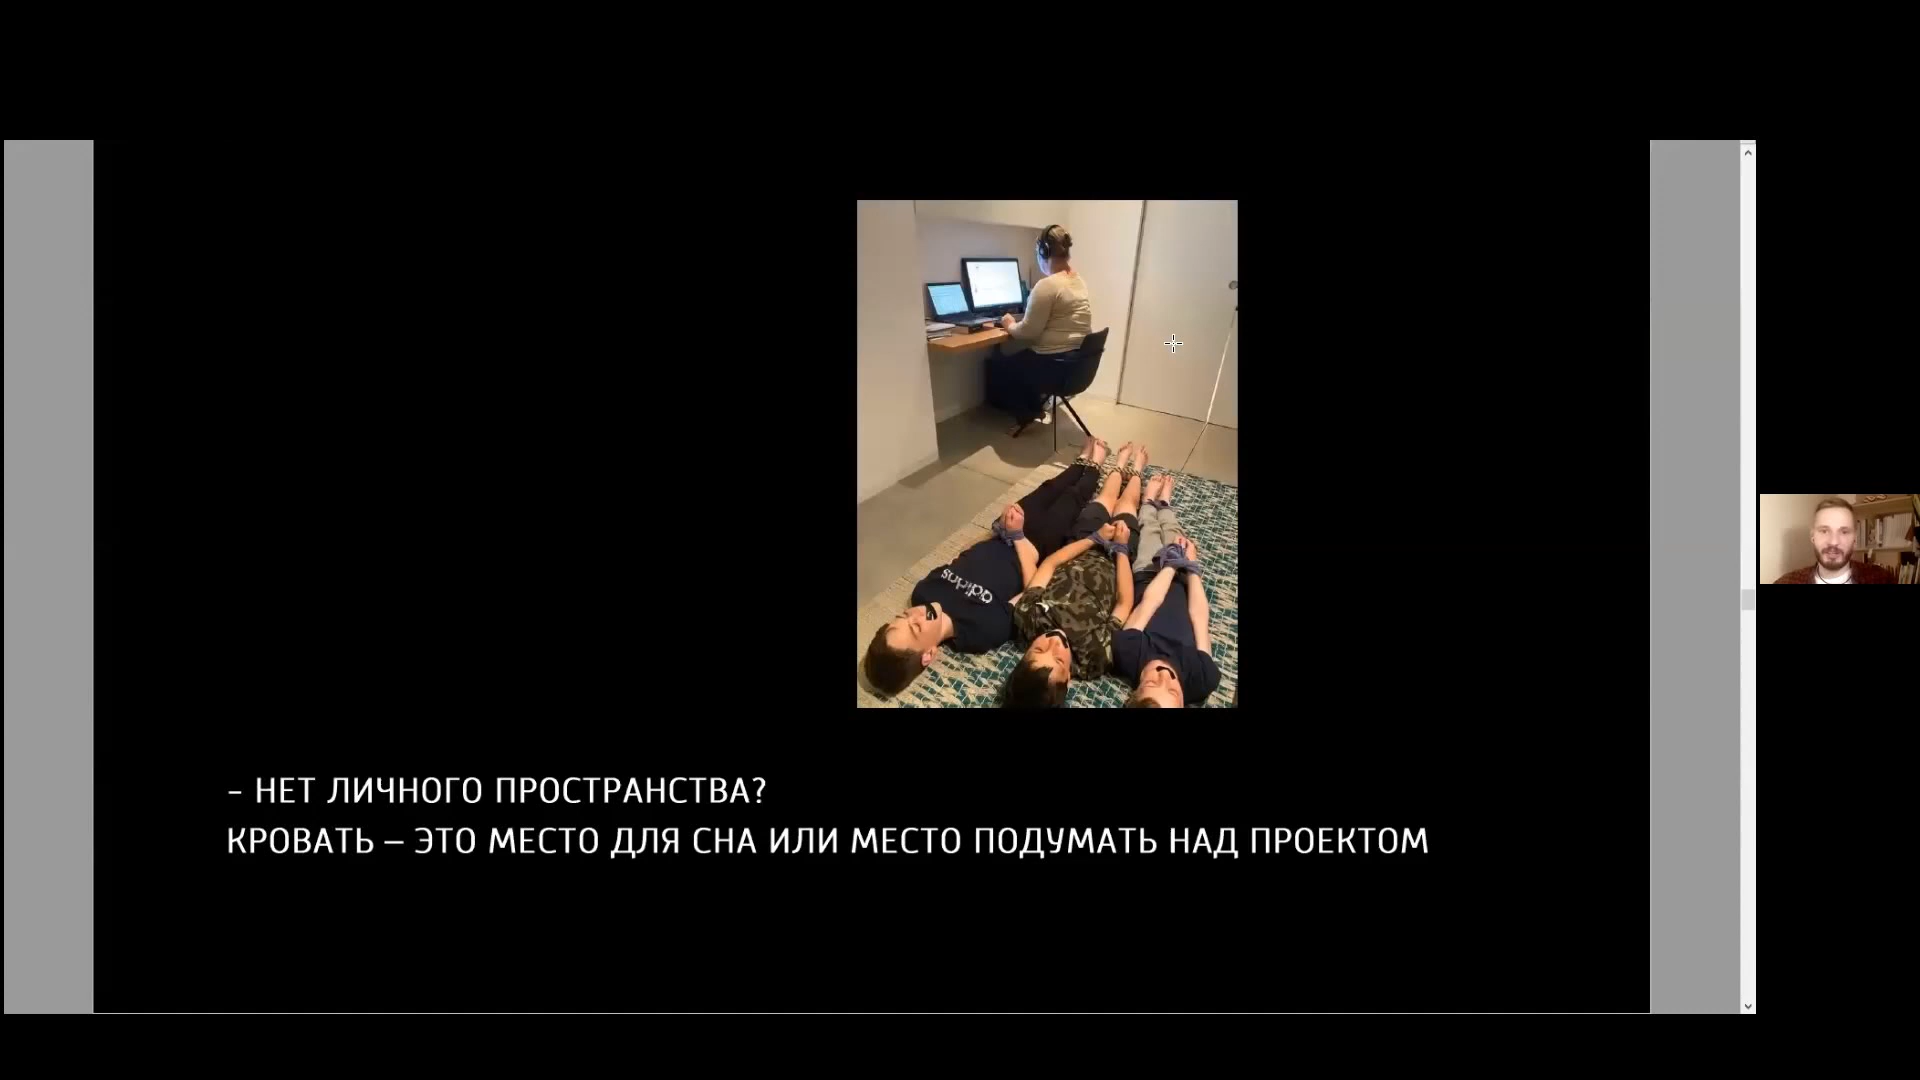 adidas
- НЕТ ЛИЧНОГО ПРОСТРАНСТВА?
КРОВАТЬ – ЭТО МЕСТО ДЛЯ СНА ИЛИ МЕСТО ПОДУМАТЬ НАД ПРОЕКТОМ